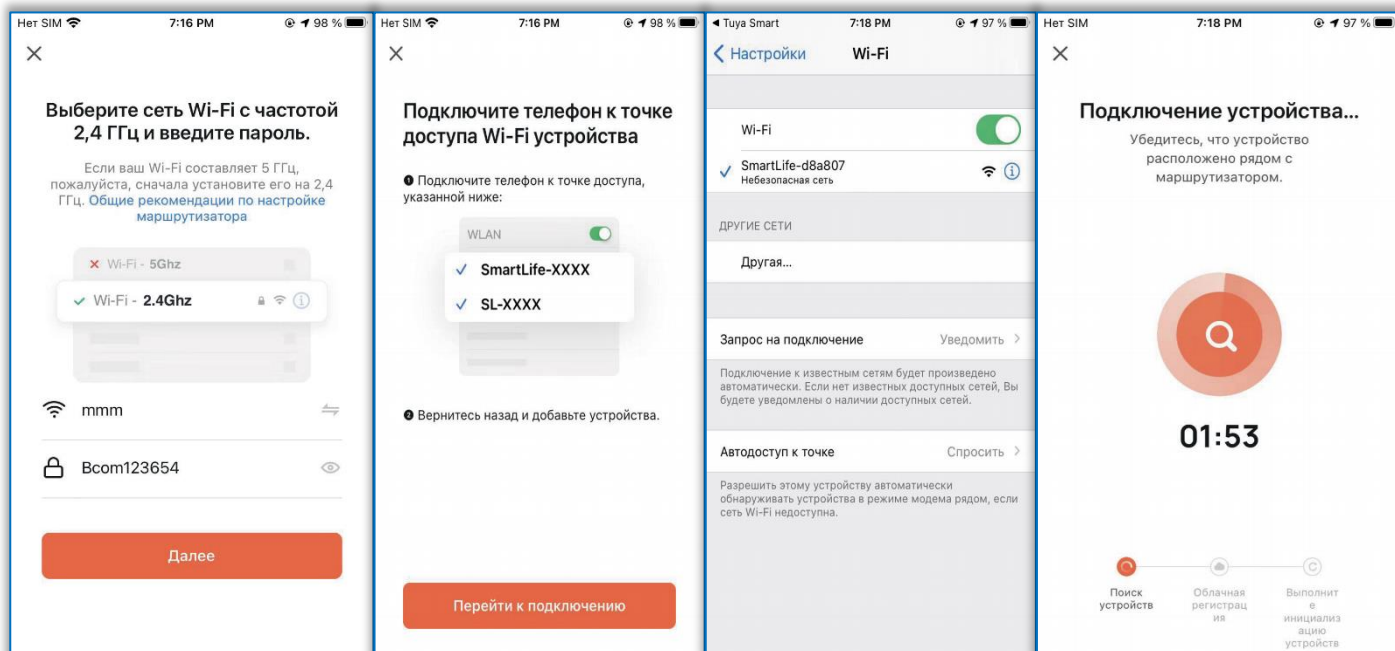 Нет SIM 7:16 PM 98 %
Выберите сеть Wi-Fi с частотой
2,4 ГГц и введите пароль.
Если ваш Wi-Fi составляет 5 ГГц,
пожалуйста, сначала установите его на 2,4
ГГц. Общие рекомендации по настройке
маршрутизатора
Wi-Fi - 5Ghz
Wi-Fi - 2.4Ghz
mmm
Bcom123654
Далее
Нет SIM 7:16 PM 98 %
Подключите телефон к точке
доступа Wi-Fi устройства
1 Подключите телефон к точке доступа,
указанной ниже:
WLAN
SmartLife-XXXX
SL-XXXX
2 Вернитесь назад и добавьте устройства.
Перейти к подключению
Tuya Smart 7:18 PM 97 %
Настройки Wi-Fi
Wi-Fi
SmartLife-d8a807
Небезопасная сеть
ДРУГИЕ СЕТИ
Другая...
Запрос на подключение Уведомить
Подключение к известным сетям будет произведено
автоматически. Если нет известных доступных сетей, Вы
будете уведомлены о наличии доступных сетей.
Автодоступ к точке Спросить
Разрешить этому устройству автоматически
обнаруживать устройства в режиме модема рядом, если
сеть Wi-Fi недоступна.
Нет SIM 7:18 PM 97 %
Подключение устройства...
Убедитесь, что устройство
расположено рядом с
маршрутизатором.
01:53
Поиск
устройств
Облачная
регистрац
ия
Выполнит
е
инициализ
ацию
устройств